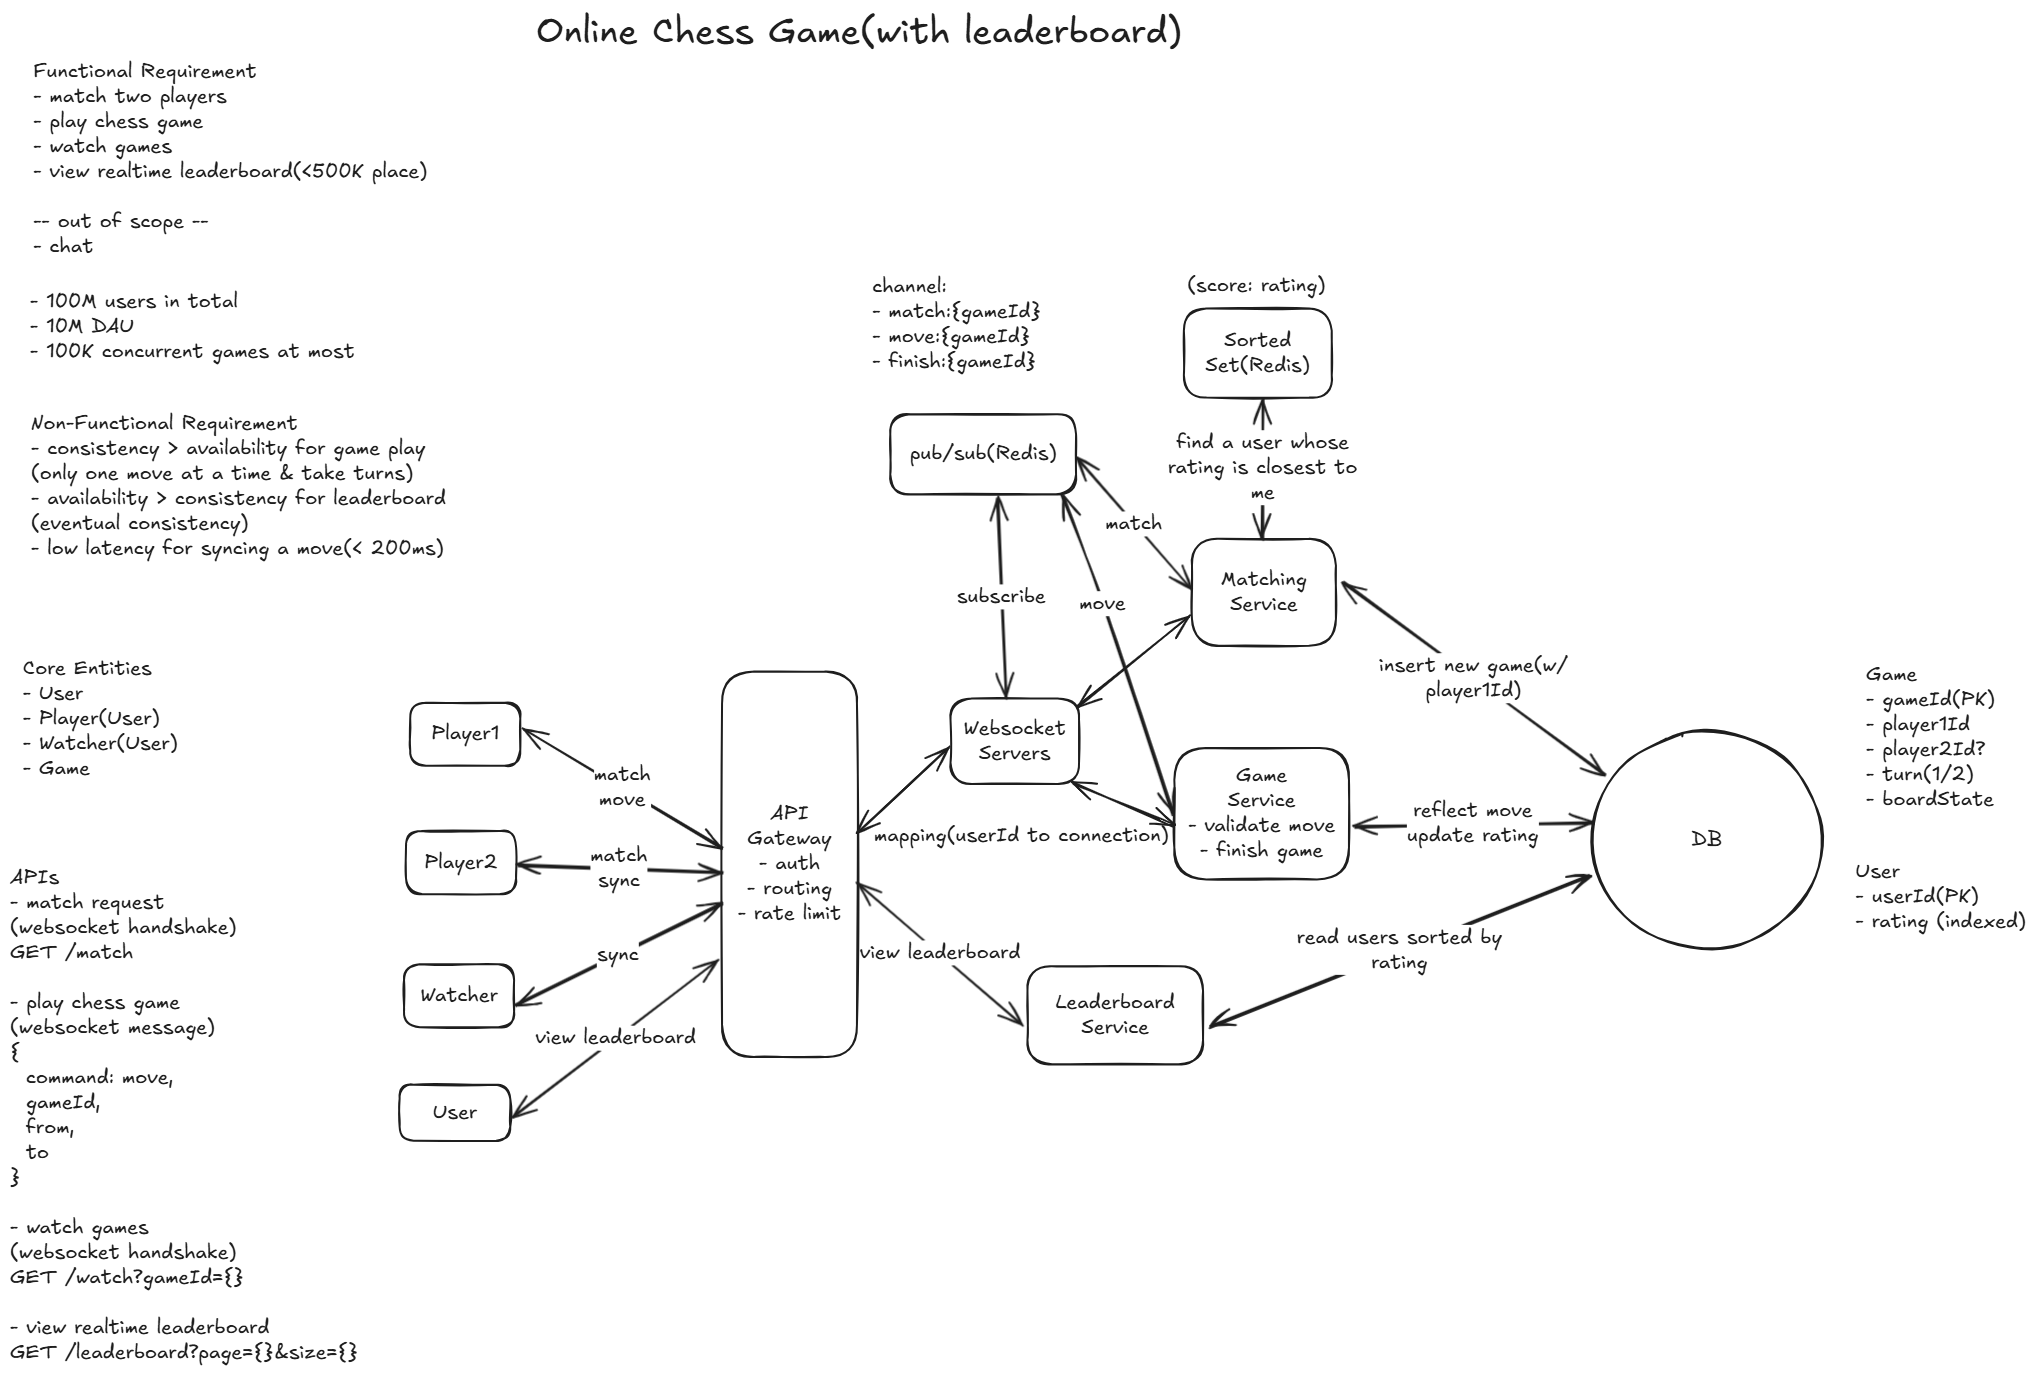 Online Chess Game(with leaderboard)
Functional Requirement
- match two players
- play chess game
- watch games
- view realtime leaderboard(<500K place)
-- out of scope --
- chat
- 100M users in total
- 10M DAU
- 100K concurrent games at most
Non-Functional Requirement
- consistency > availability for game play
(only one move at a time & take turns)
- availability > consistency for leaderboard
(eventual consistency)
- low latency for syncing a move(< 200ms)
Core Entities
- User
- Player(User)
- Watcher(User)
- Game
APIs
- match request
(websocket handshake)
GET /match
- play chess game
(websocket message)
{
command: move,
gameId,
from,
to
}
- watch games
(websocket handshake)
GET /watch?gameId={}
- view realtime leaderboard
GET /leaderboard?page={}&size={}
Player1
match
move
Player2
match
sync
Watcher
sync
User
view leaderboard
API
Gateway
- auth
- routing
- rate limit
channel:
- match:{gameId}
- move:{gameId}
- finish:{gameId}
pub/sub(Redis)
(score: rating)
Sorted
Set(Redis)
find a user whose
rating is closest to
me
match
subscribe
move
Matching
Service
Websocket
Servers
mapping(userId to connection)
Game
Service
- validate move
- finish game
view leaderboard
Leaderboard
Service
insert new game(w/
player1Id)
reflect move
update rating
read users sorted by
rating
DB
Game
- gameId(PK)
- player1Id
- player2Id?
- turn(1/2)
- boardState
User
- userId(PK)
- rating (indexed)